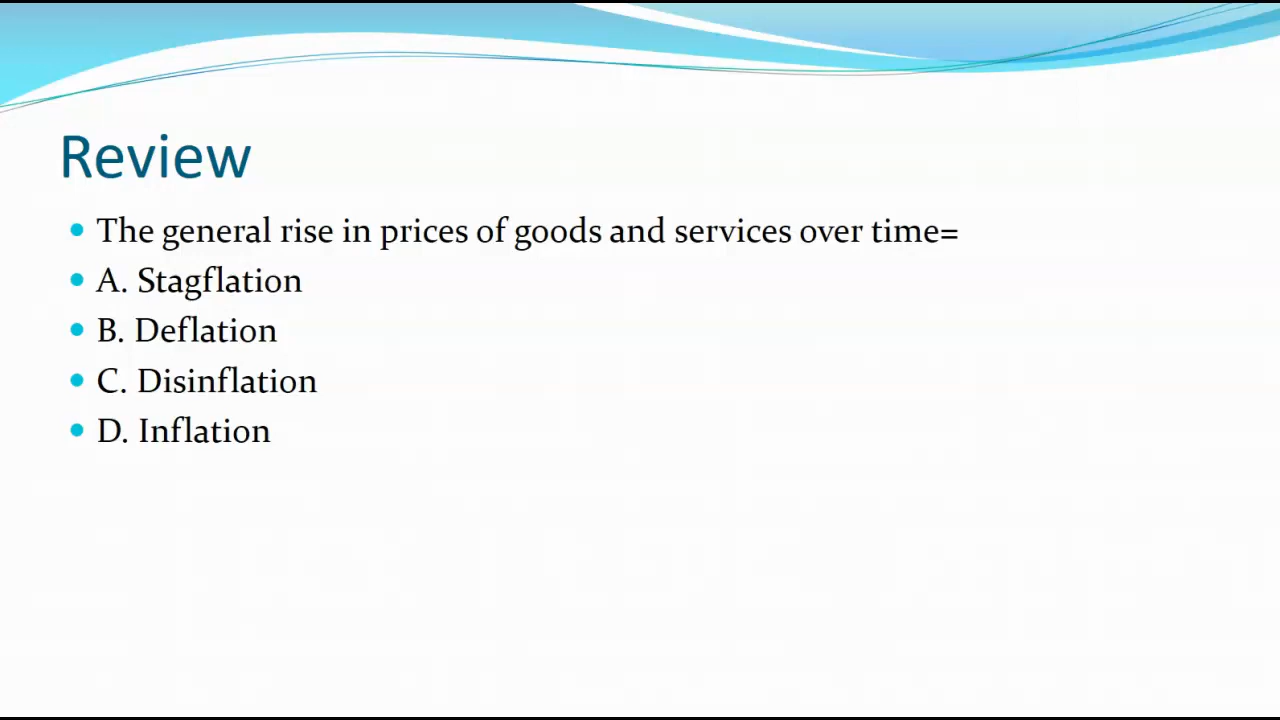 Review
The general rise in prices of goods and services over time=
A. Stagflation
B. Deflation
C. Disinflation
D. Inflation